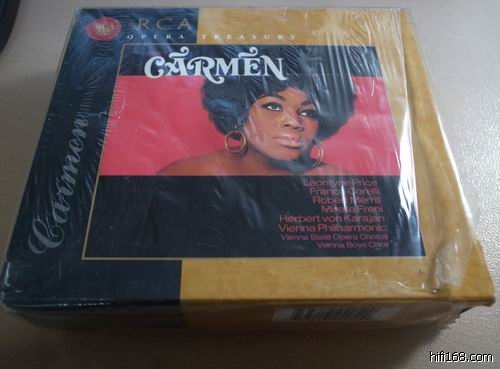 RCA
OPERA TREASURY
CARMEN
Carmen
Leontyne Price
Franco Corelli
Robert Merrill
Mirella Freni
Herbert von Karajan
Vienna Philharmonic
Vienna State Opera Chorus
Vienna Boys Choir
hifi168.com